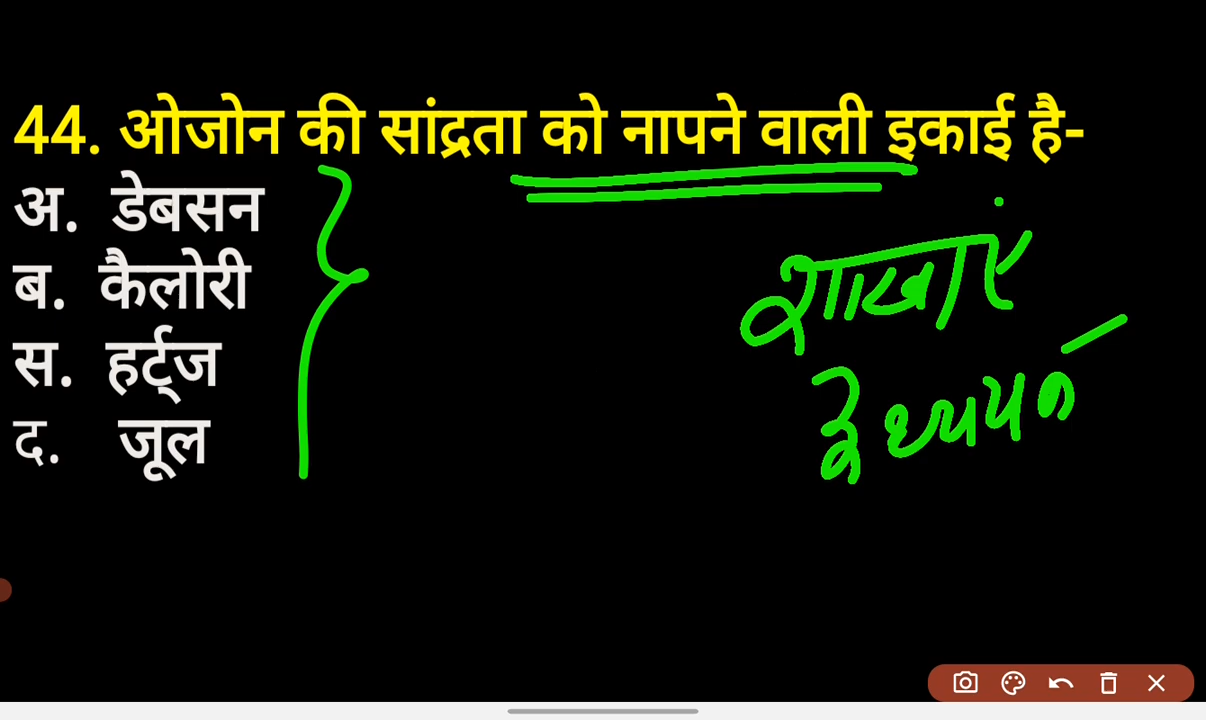 44. ओजोन की सांद्रता को नापने वाली इकाई है-
अ. डेबसन
ब. कैलोरी
स. हर्ट्ज
द. जूल
शाखाएं